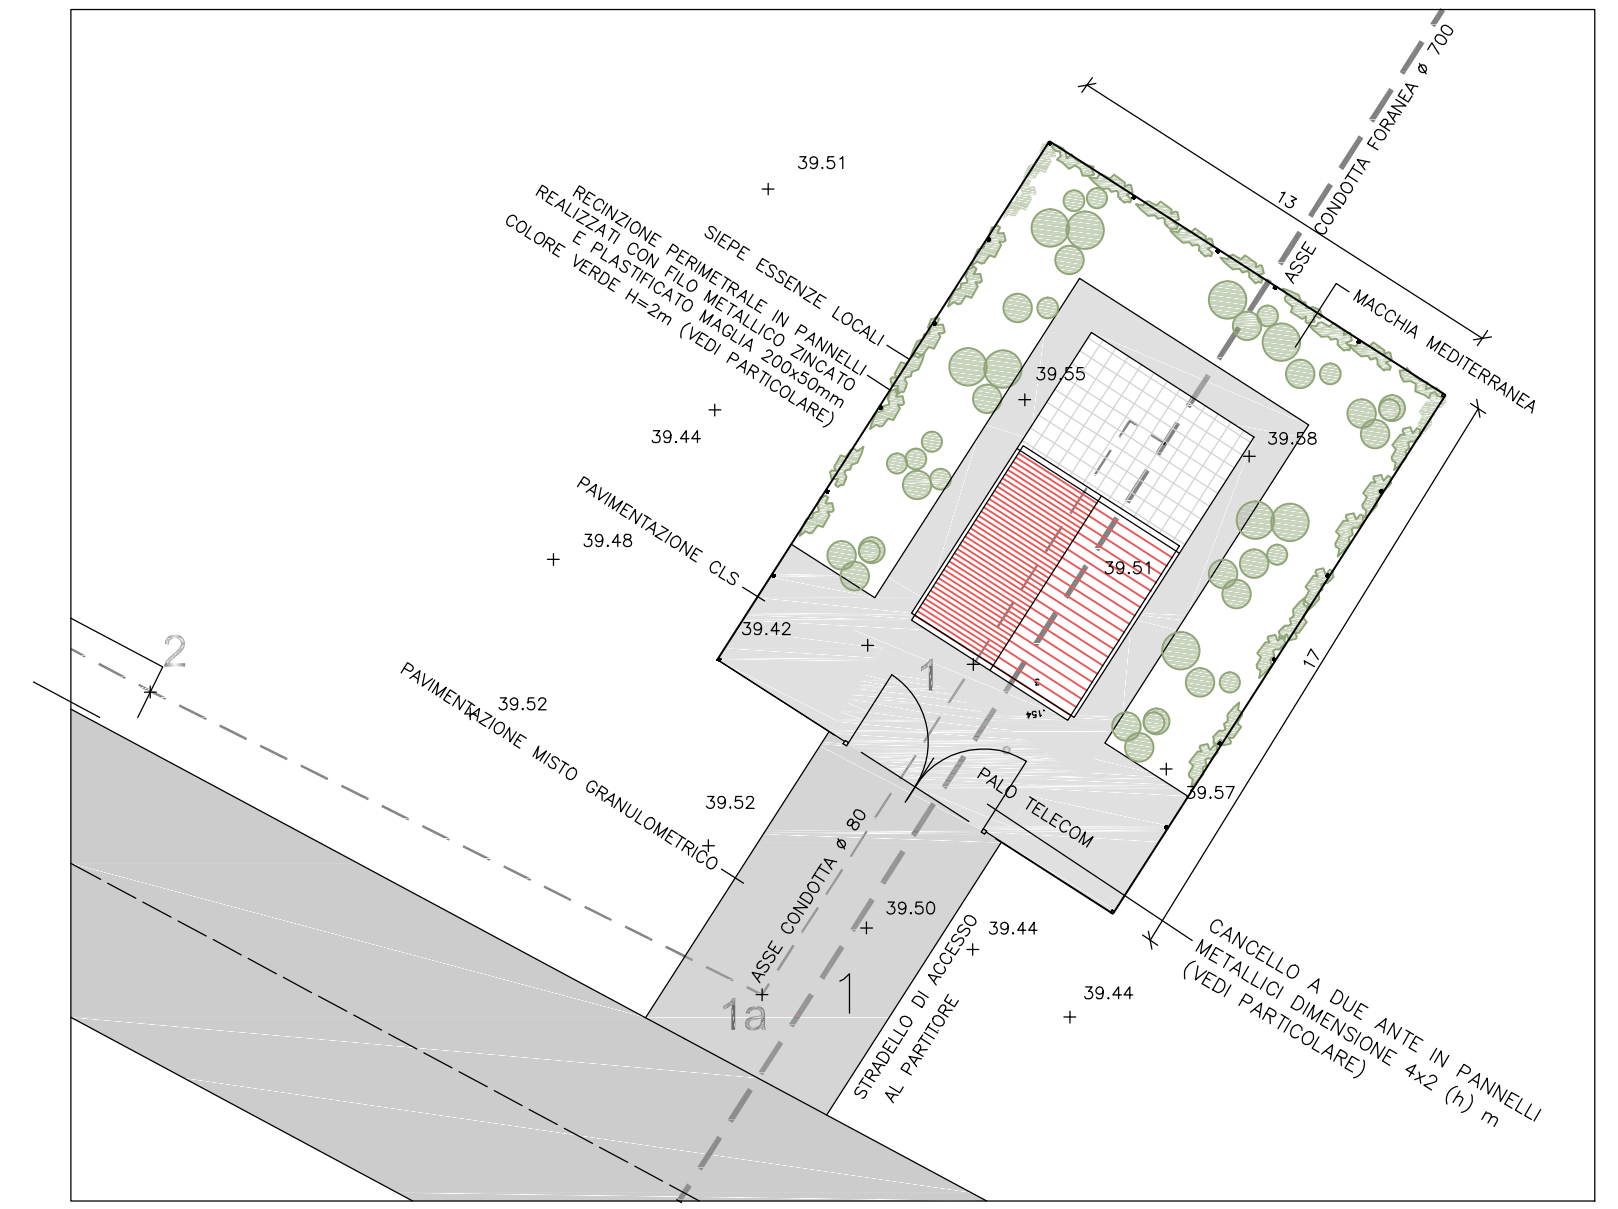 ASSE CONDOTTA FORANEA ø 700
13
39.51
SIEPE ESSENZE LOCALI
RECINZIONE PERIMETRALE IN PANNELLI
REALIZZATI CON FILO METALLICO ZINCATO
E PLASTIFICATO MAGLIA 200x50mm
COLORE VERDE H=2m (VEDI PARTICOLARE)
MACCHIA MEDITERRANEA
39.55
39.44
39.58
PAVIMENTAZIONE CLS
39.48
39.51
39.42
2
17
1
PAVIMENTAZIONE MISTO GRANULOMETRICO
39.52
3
.154
39.52
PALO TELECOM
39.57
ASSE CONDOTTA ø 80
39.50
39.44
1
1a
39.44
STRADELLO DI ACCESSO
AL PARTITORE
CANCELLO A DUE ANTE IN PANNELLI
METALLICI DIMENSIONE 4x2 (h) m
(VEDI PARTICOLARE)